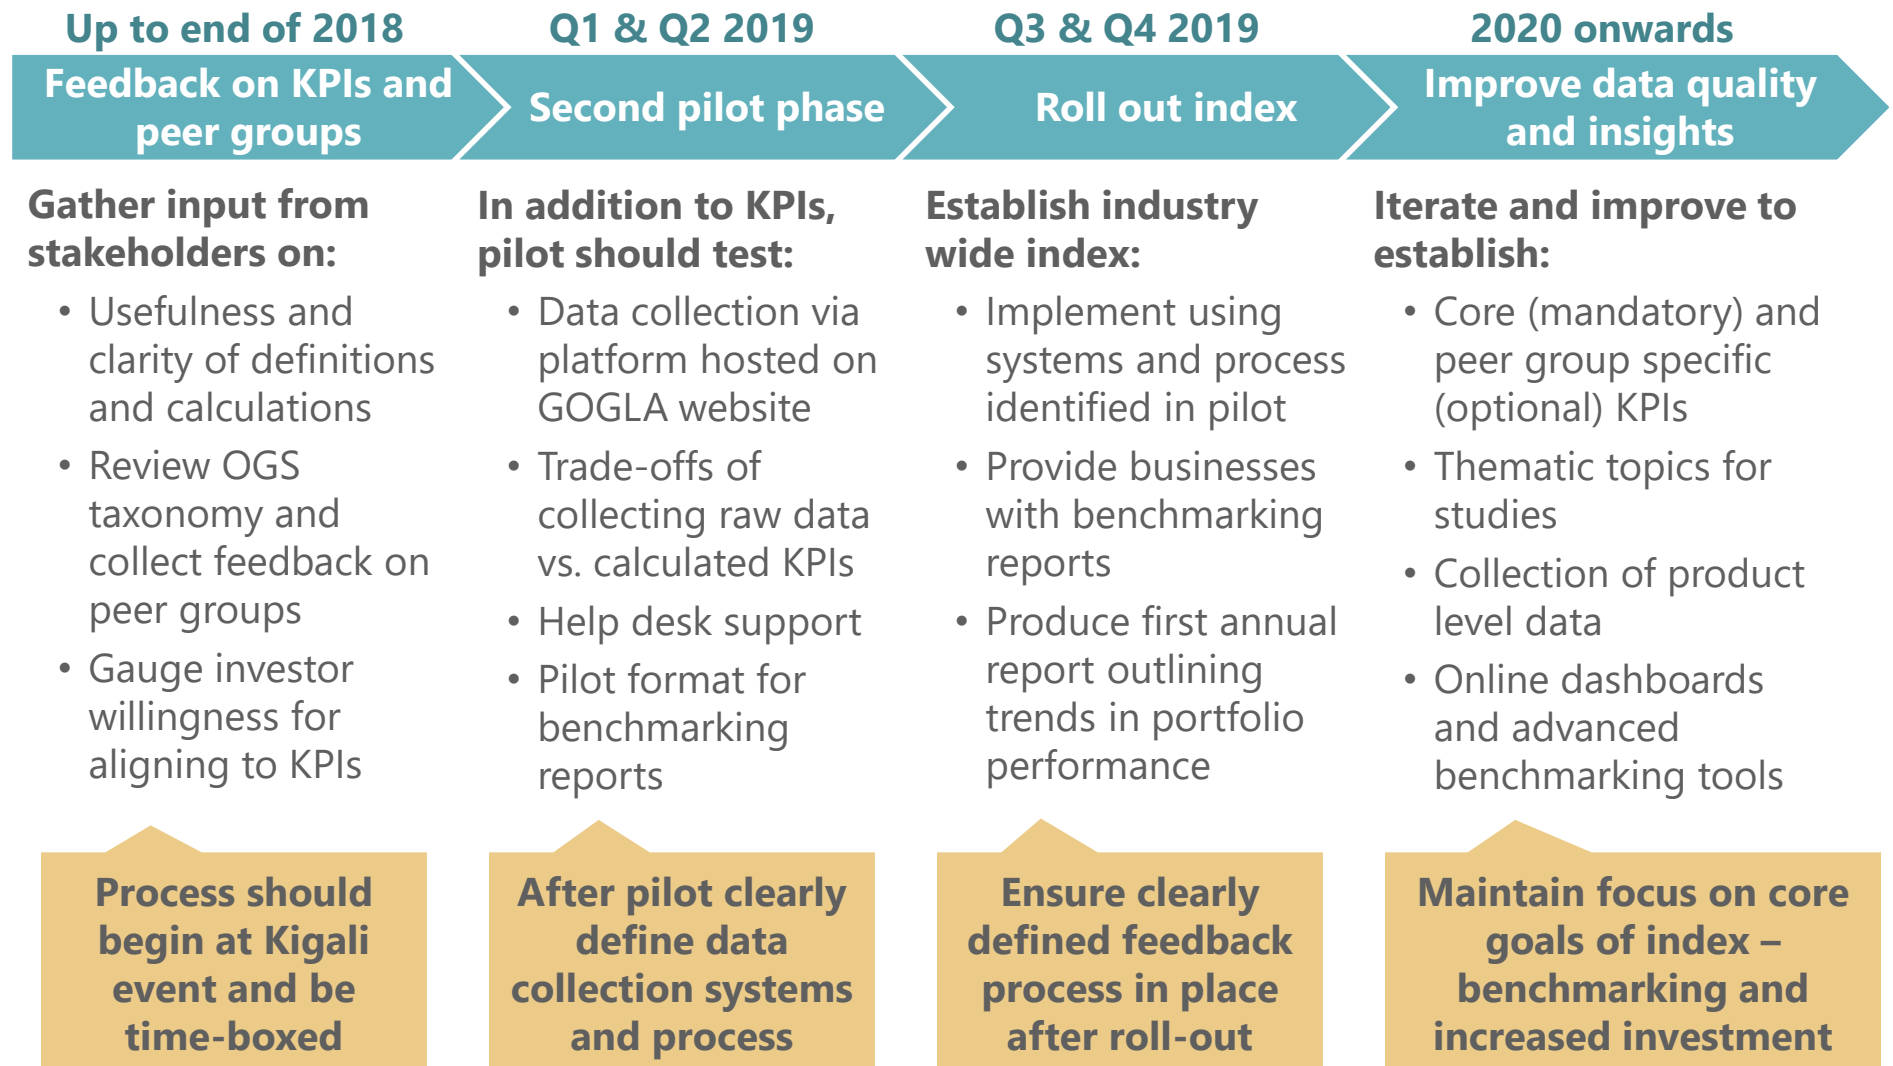 Up to end of 2018
Feedback on KPIs and
peer groups
Gather input from
stakeholders on:
• Usefulness and
clarity of definitions
and calculations
• Review OGS
taxonomy and
collect feedback on
peer groups
• Gauge investor
willingness for
aligning to KPIs
Process should
begin at Kigali
event and be
time-boxed
Q1 & Q2 2019
Second pilot phase
In addition to KPIs,
pilot should test:
• Data collection via
platform hosted on
GOGLA website
• Trade-offs of
collecting raw data
vs. calculated KPIs
• Help desk support
• Pilot format for
benchmarking
reports
After pilot clearly
define data
collection systems
and process
Q3 & Q4 2019
Roll out index
Establish industry
wide index:
• Implement using
systems and process
identified in pilot
• Provide businesses
with benchmarking
reports
• Produce first annual
report outlining
trends in portfolio
performance
Ensure clearly
defined feedback
process in place
after roll-out
2020 onwards
Improve data quality
and insights
Iterate and improve to
establish:
• Core (mandatory) and
peer group specific
(optional) KPIs
• Thematic topics for
studies
• Collection of product
level data
• Online dashboards
and advanced
benchmarking tools
Maintain focus on core
goals of index –
benchmarking and
increased investment